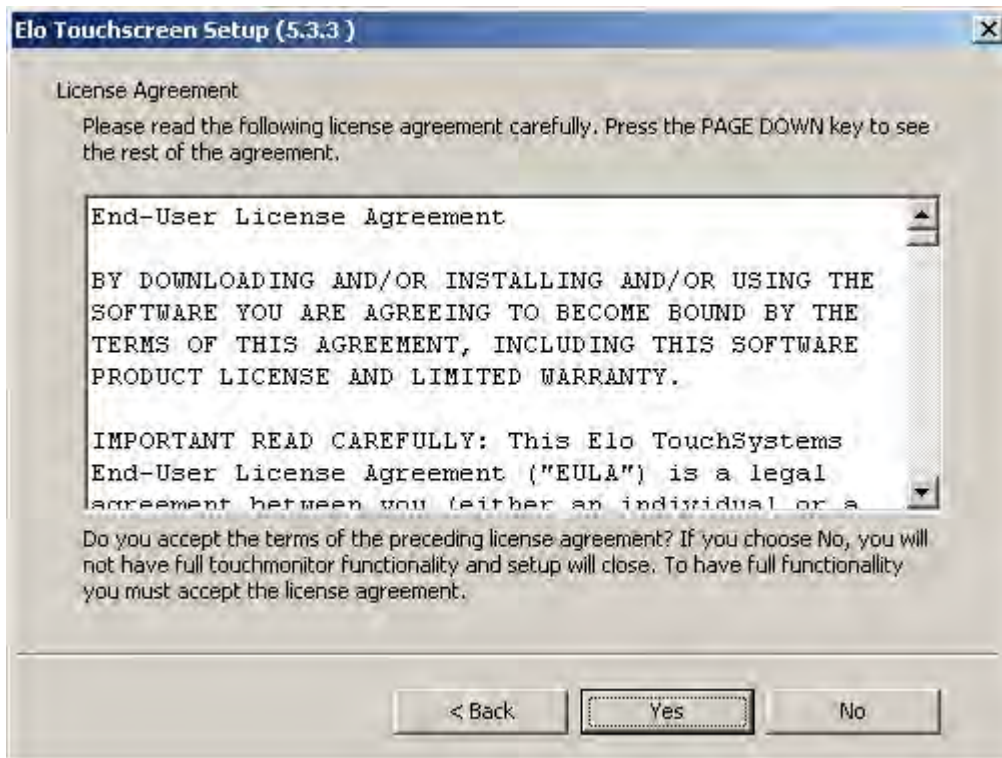 Elo Touchscreen Setup (5.3.3 )
License Agreement
Please read the following license agreement carefully. Press the PAGE DOWN key to see
the rest of the agreement.
End-User License Agreement
BY DOWNLOADING AND/OR INSTALLING AND/OR USING THE
SOFTWARE YOU ARE AGREEING TO BECOME BOUND BY THE
TERMS OF THIS AGREEMENT, INCLUDING THIS SOFTWARE
PRODUCT LICENSE AND LIMITED WARRANTY.
IMPORTANT READ CAREFULLY: This Elo TouchSystems
End-User License Agreement ("EULA") is a legal
agreement between you (either an individual or a
Do you accept the terms of the preceding license agreement? If you choose No, you will
not have full touchmonitor functionality and setup will close. To have full functionallity
you must accept the license agreement.
< Back Yes No